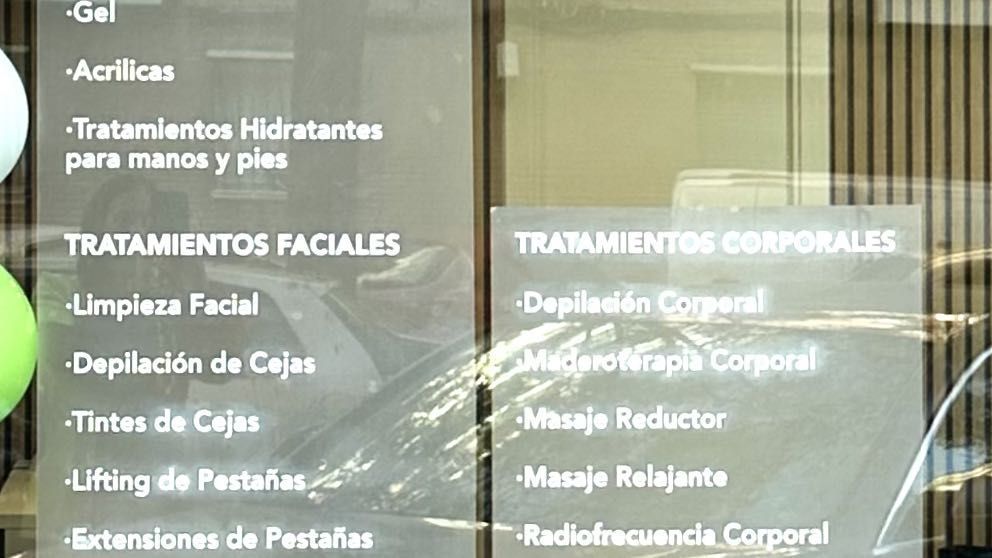 ·Gel
·Acrilicas
·Tratamientos Hidratantes
para manos y pies
TRATAMIENTOS FACIALES
·Limpieza Facial
·Depilación de Cejas
·Tintes de Cejas
·Lifting de Pestañas
·Extensiones de Pestañas
TRATAMIENTOS CORPORALES
·Depilación Corporal
·Maderoterapia Corporal
·Masaje Reductor
·Masaje Relajante
·Radiofrecuencia Corporal